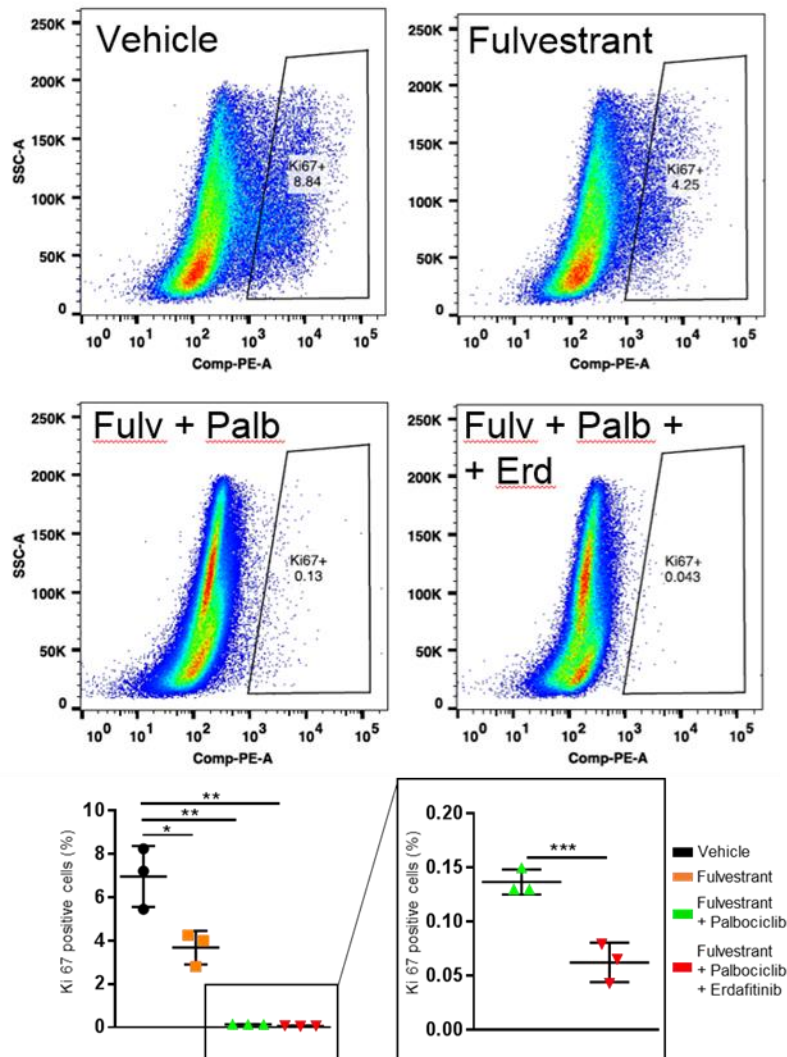 Vehicle
250K
200K
150K
100K
50K
0
SSC-A
Ki67+
8.84
10^0 10^1 10^2 10^3 10^4 10^5
Comp-PE-A
Fulvestrant
250K
200K
150K
100K
50K
0
Ki67+
4.25
10^0 10^1 10^2 10^3 10^4 10^5
Comp-PE-A
Fulv + Palb
250K
200K
150K
100K
50K
0
SSC-A
Ki67+
0.13
10^0 10^1 10^2 10^3 10^4 10^5
Comp-PE-A
Fulv + Palb +
+ Erd
250K
200K
150K
100K
50K
0
Ki67+
0.043
10^0 10^1 10^2 10^3 10^4 10^5
Comp-PE-A
Ki 67 positive cells (%)
10
8
6
4
2
0
**
**
*
Ki 67 positive cells (%)
0.20
0.15
0.10
0.05
0.00
***
Vehicle
Fulvestrant
Fulvestrant
+ Palbociclib
Fulvestrant
+ Palbociclib
+ Erdafitinib